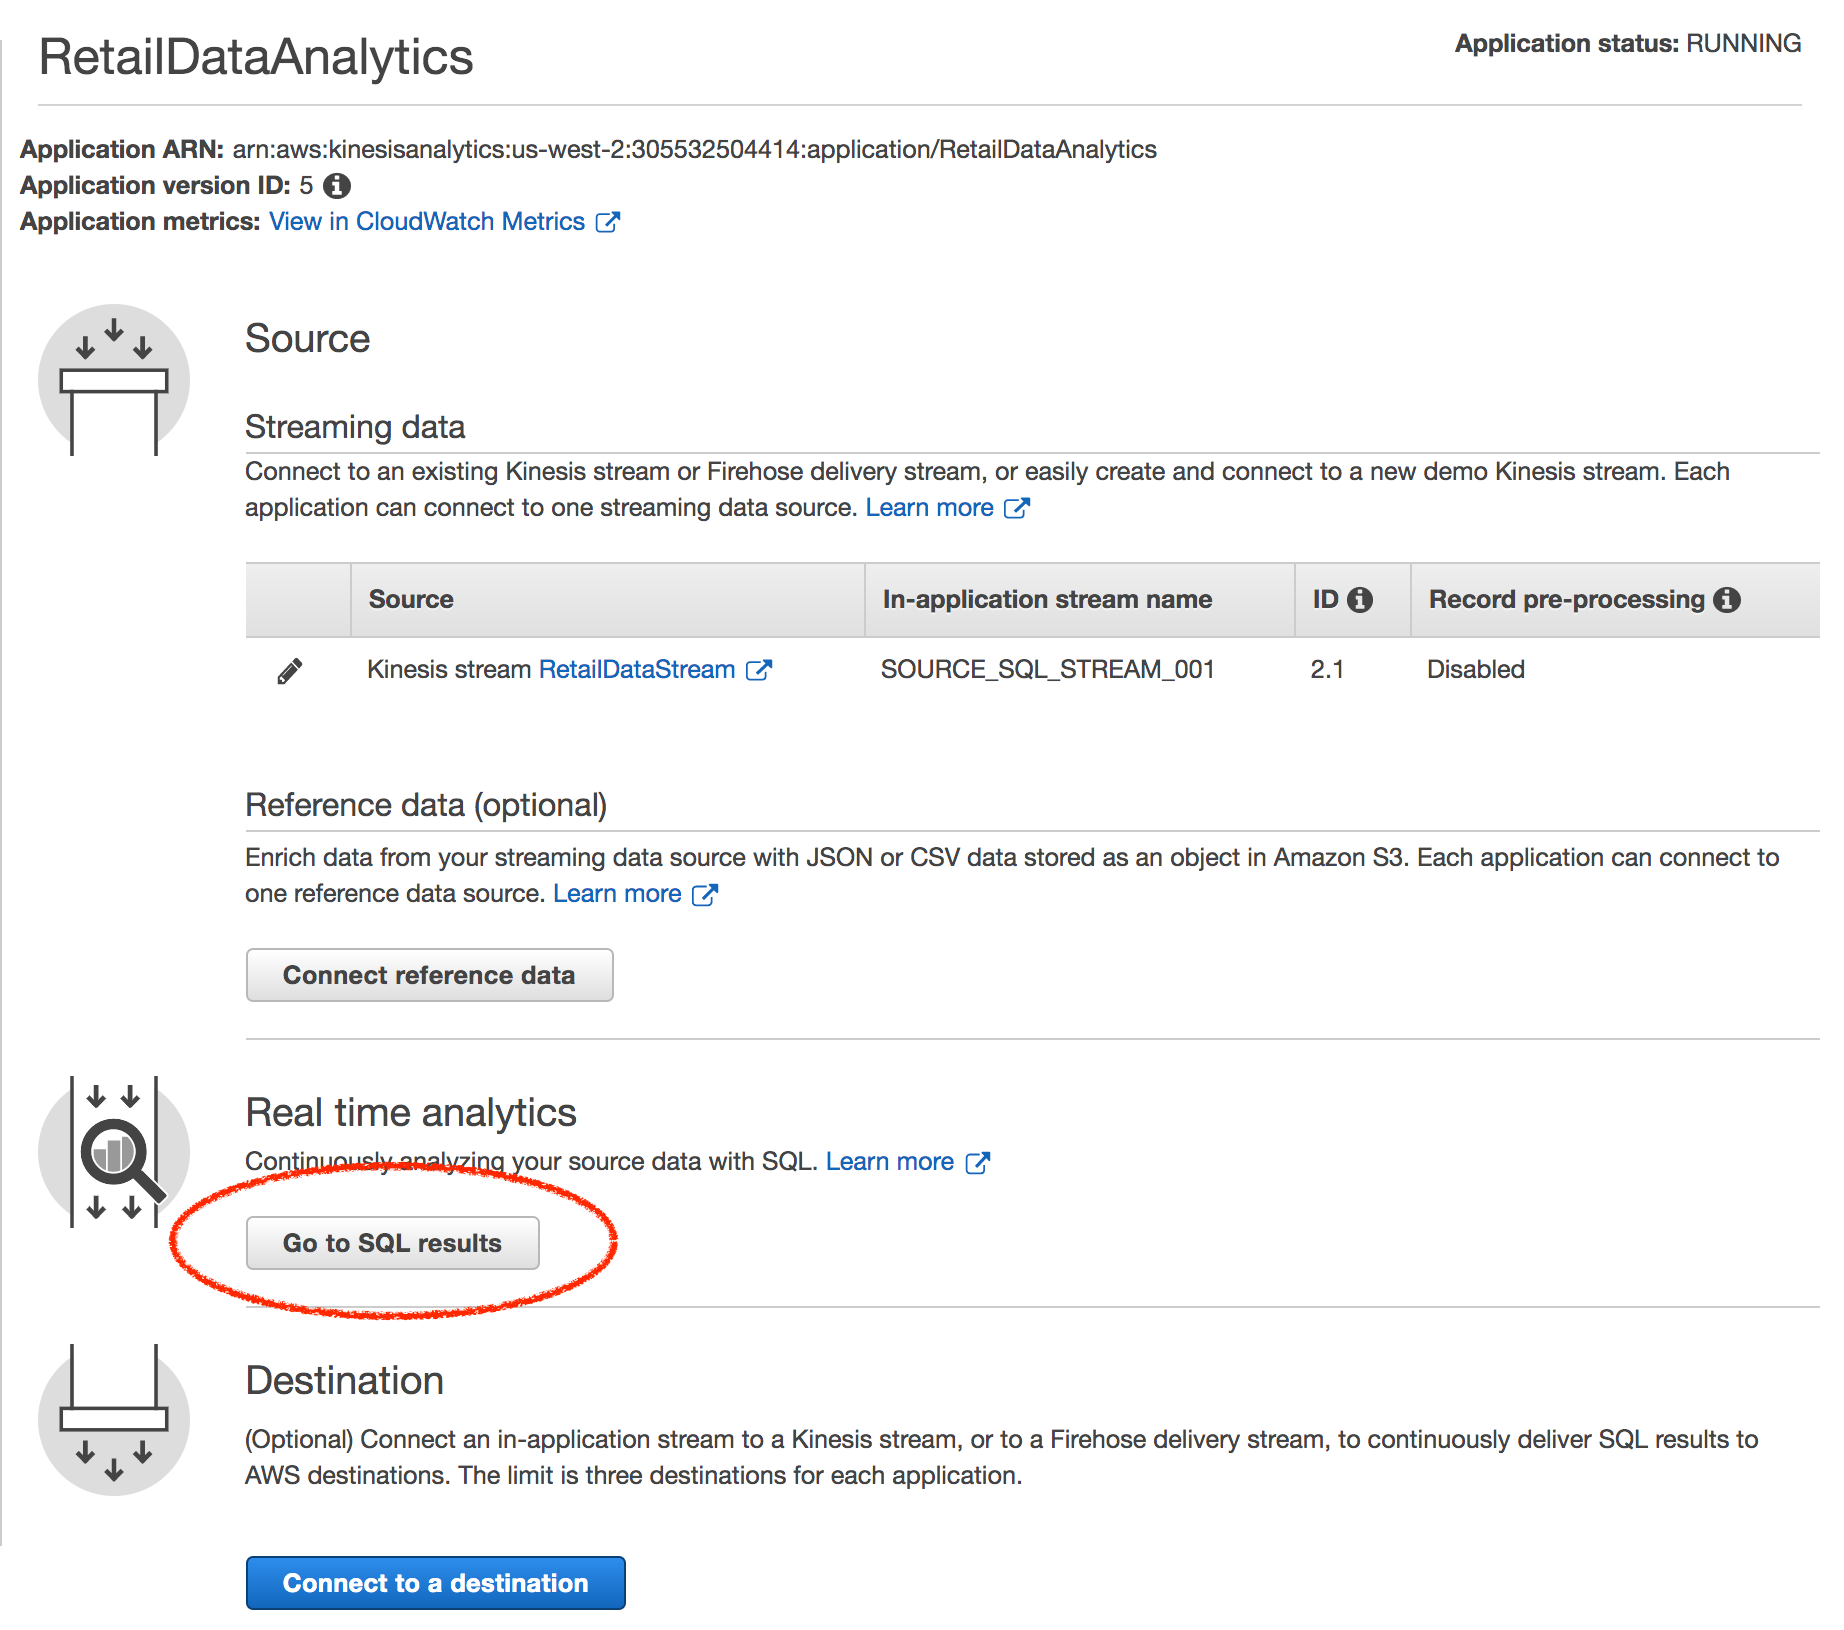 RetailDataAnalytics
Application status: RUNNING
Application ARN: arn:aws:kinesisanalytics:us-west-2:305532504414:application/RetailDataAnalytics
Application version ID: 5
Application metrics: View in CloudWatch Metrics
Source
Streaming data
Connect to an existing Kinesis stream or Firehose delivery stream, or easily create and connect to a new demo Kinesis stream. Each
application can connect to one streaming data source. Learn more
Source In-application stream name ID Record pre-processing
Kinesis stream RetailDataStream SOURCE_SQL_STREAM_001 2.1 Disabled
Reference data (optional)
Enrich data from your streaming data source with JSON or CSV data stored as an object in Amazon S3. Each application can connect to
one reference data source. Learn more
Connect reference data
Real time analytics
Continuously analyzing your source data with SQL. Learn more
Go to SQL results
Destination
(Optional) Connect an in-application stream to a Kinesis stream, or to a Firehose delivery stream, to continuously deliver SQL results to
AWS destinations. The limit is three destinations for each application.
Connect to a destination